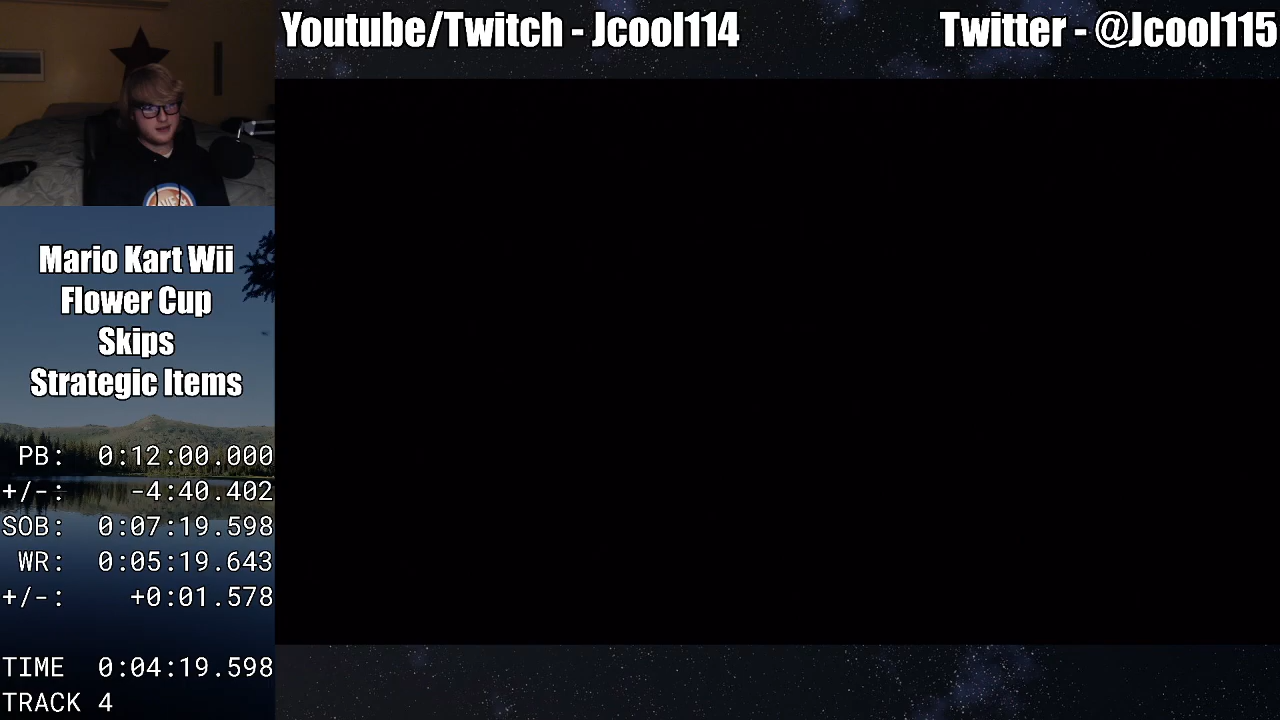 Youtube/Twitch - Jcool114
Twitter - @Jcool115
Mario Kart Wii
Flower Cup
Skips
Strategic Items
PB: 0:12:00.000
+/-: -4:40.402
SOB: 0:07:19.598
WR: 0:05:19.643
+/-: +0:01.578
TIME 0:04:19.598
TRACK 4